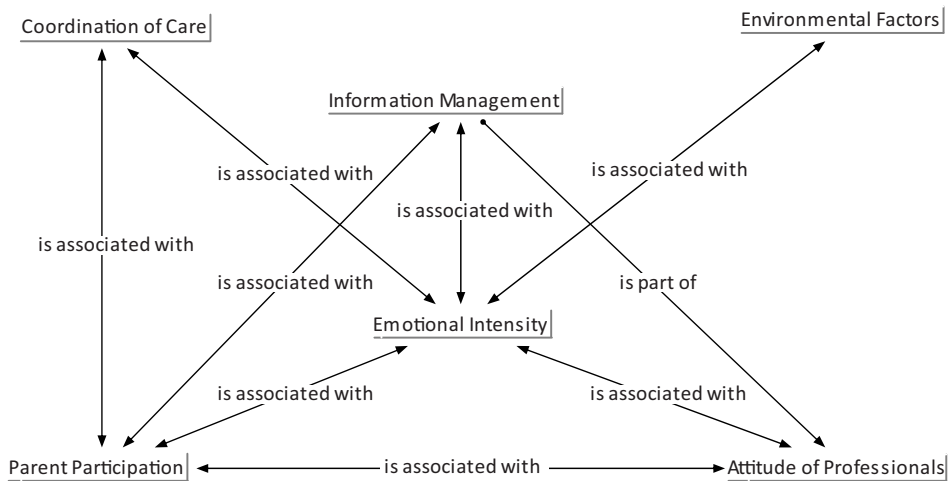 Coordination of Care
Environmental Factors
Information Management
is associated with
is associated with
is associated with
is associated with
is associated with
is part of
Emotional Intensity
is associated with
is associated with
Parent Participation
is associated with
Attitude of Professionals